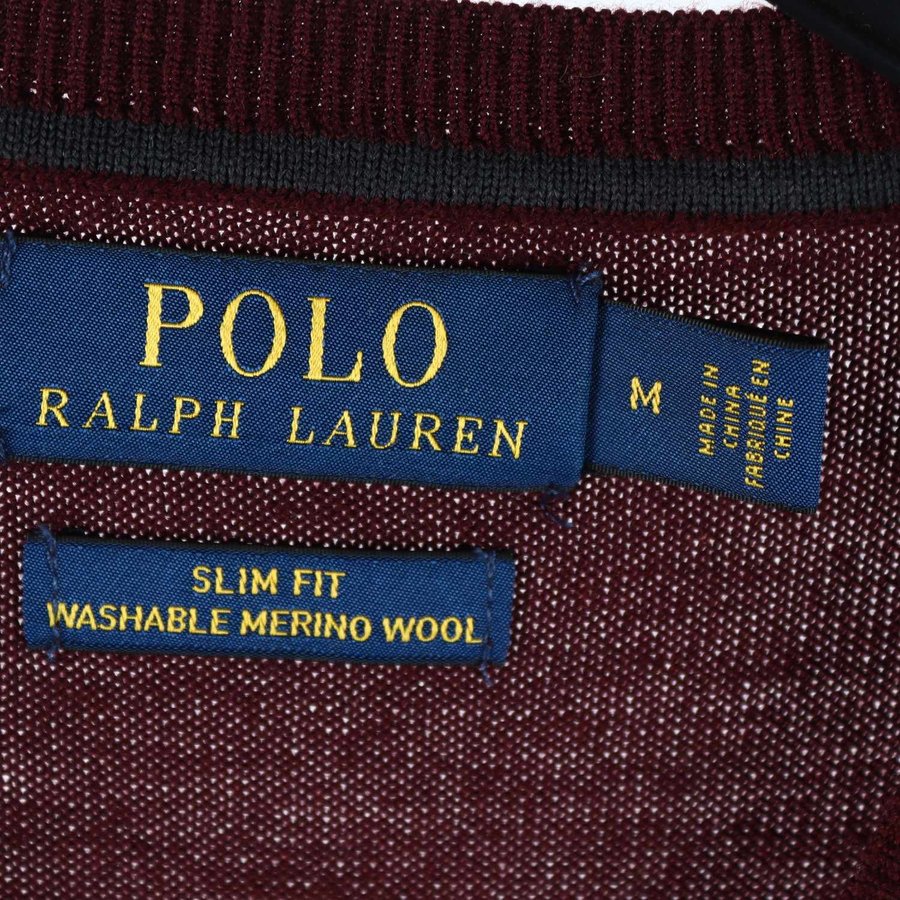 POLO
RALPH LAUREN
M
MADE IN
CHINA
FABRIQUÉ EN
CHINE
SLIM FIT
WASHABLE MERINO WOOL